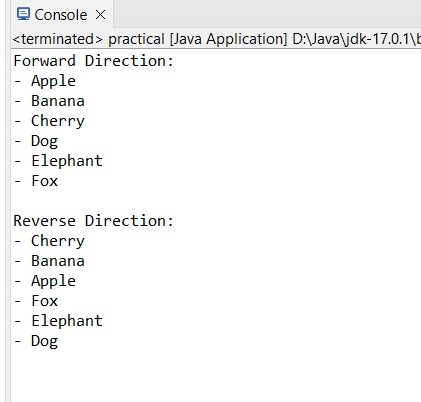 Console
<terminated> practical [Java Application] D:\Java\jdk-17.0.1\b
Forward Direction:
- Apple
- Banana
- Cherry
- Dog
- Elephant
- Fox

Reverse Direction:
- Cherry
- Banana
- Apple
- Fox
- Elephant
- Dog